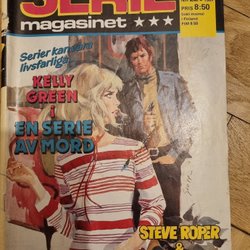 SERIE
magasinet ★★★
PRIS 8:50
Serier kan vara
livsfarliga
KELLY
GREEN i
EN SERIE
AV MORD
STEVE ROPER
&